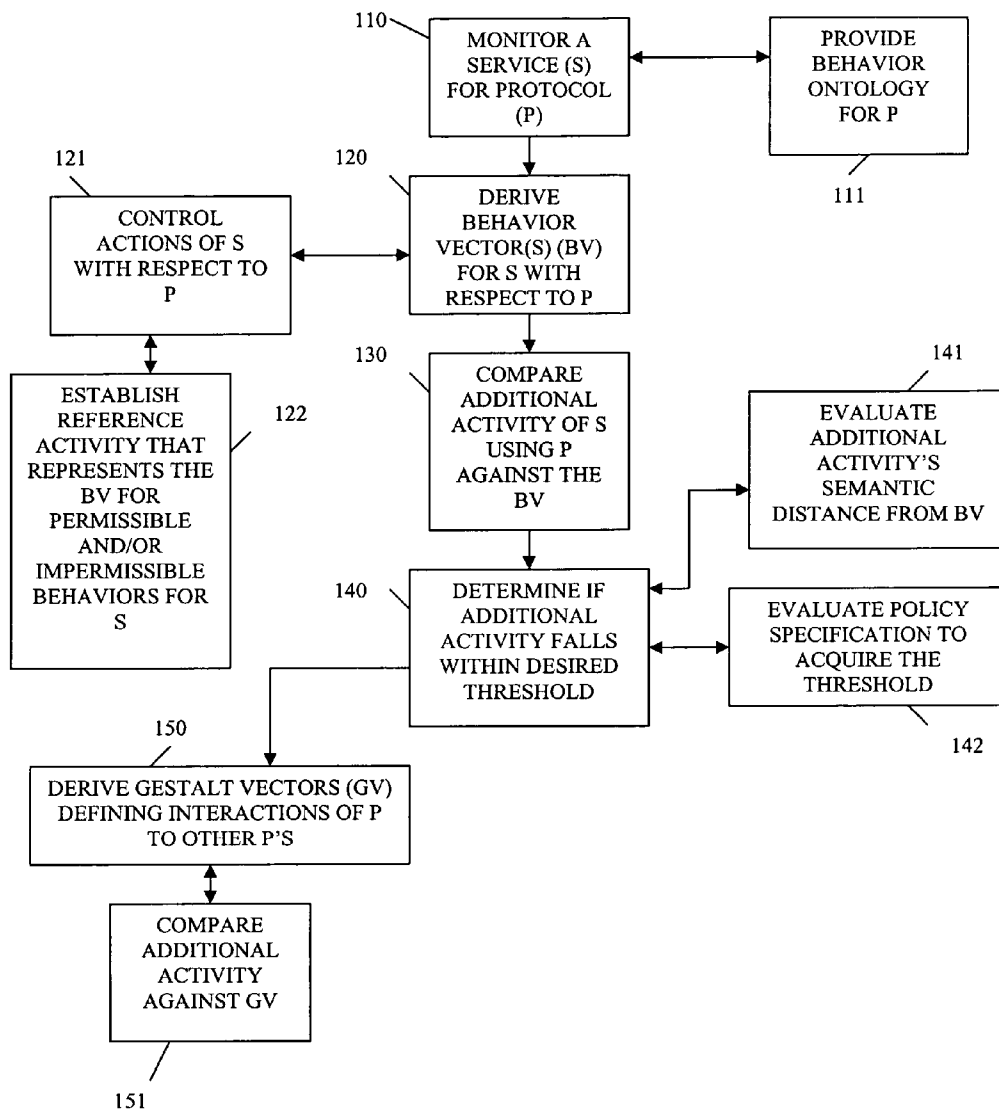 110
MONITOR A
SERVICE (S)
FOR PROTOCOL
(P)
PROVIDE
BEHAVIOR
ONTOLOGY
FOR P
111
120
DERIVE
BEHAVIOR
VECTOR(S) (BV)
FOR S WITH
RESPECT TO P
121
CONTROL
ACTIONS OF S
WITH RESPECT TO
P
122
ESTABLISH
REFERENCE
ACTIVITY THAT
REPRESENTS THE
BV FOR
PERMISSIBLE
AND/OR
IMPERMISSIBLE
BEHAVIORS FOR
S
130
COMPARE
ADDITIONAL
ACTIVITY OF S
USING P
AGAINST THE
BV
141
EVALUATE
ADDITIONAL
ACTIVITY'S
SEMANTIC
DISTANCE FROM BV
140
DETERMINE IF
ADDITIONAL
ACTIVITY FALLS
WITHIN DESIRED
THRESHOLD
EVALUATE POLICY
SPECIFICATION TO
ACQUIRE THE
THRESHOLD
142
150
DERIVE GESTALT VECTORS (GV)
DEFINING INTERACTIONS OF P
TO OTHER P'S
COMPARE
ADDITIONAL
ACTIVITY
AGAINST GV
151